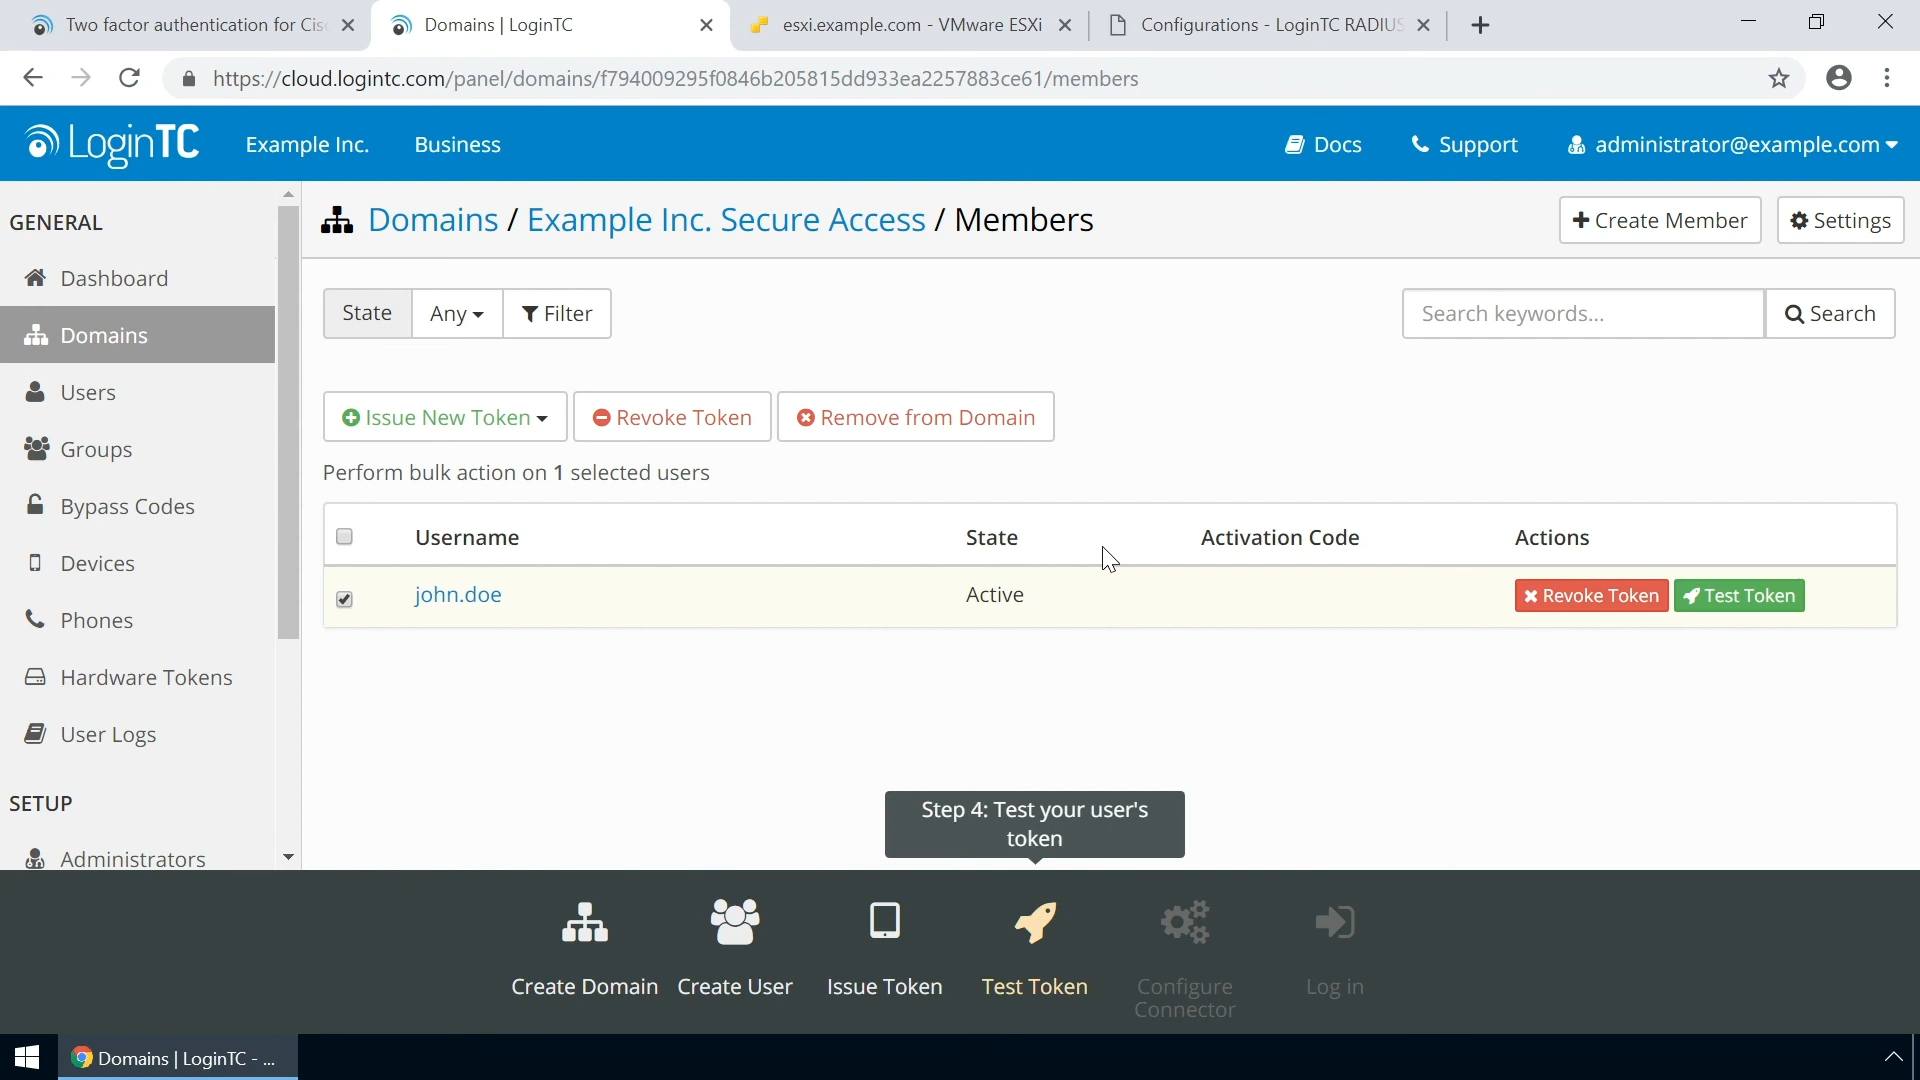 Two factor authentication for Cis
Domains | LoginTC
esxi.example.com - VMware ESXi
Configurations - LoginTC RADIUS
https://cloud.logintc.com/panel/domains/f794009295f0846b205815dd933ea2257883ce61/members
LoginTC
Example Inc.
Business
Docs
Support
administrator@example.com
GENERAL
Dashboard
Domains
Users
Groups
Bypass Codes
Devices
Phones
Hardware Tokens
User Logs
SETUP
Administrators
Domains / Example Inc. Secure Access / Members
Create Member
Settings
State
Any
Filter
Search keywords...
Search
Issue New Token
Revoke Token
Remove from Domain
Perform bulk action on 1 selected users
Username State Activation Code Actions
john.doe Active Revoke Token Test Token
Step 4: Test your user's
token
Create Domain
Create User
Issue Token
Test Token
Configure
Connector
Log in
Domains | LoginTC - ...